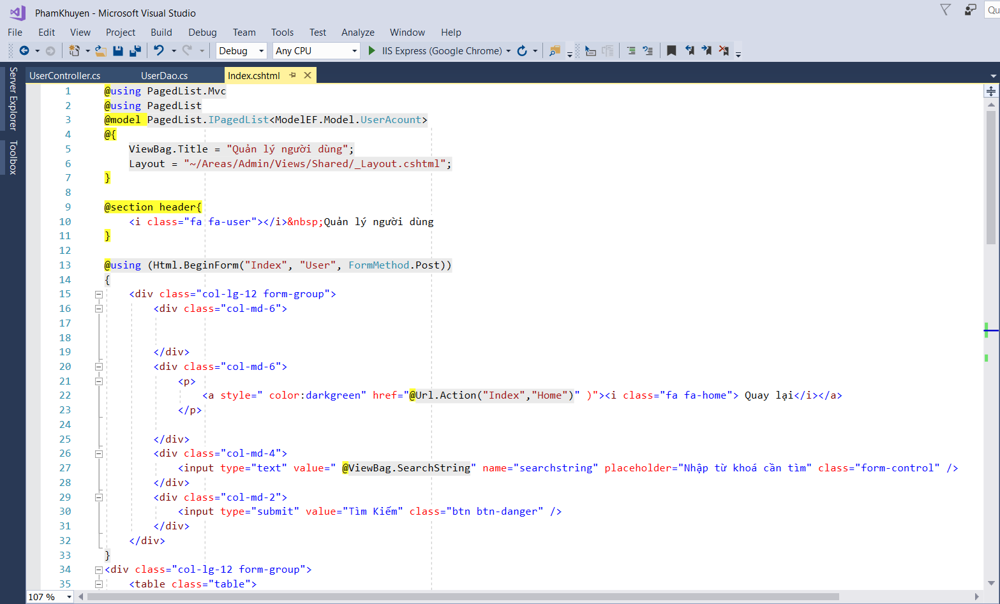 PhamKhuyen - Microsoft Visual Studio
Qu
File Edit View Project Build Debug Team Tools Test Analyze Window Help
Debug Any CPU IIS Express (Google Chrome)
Server Explorer
Toolbox
UserController.cs UserDao.cs Index.cshtml
1 @using PagedList.Mvc
2 @using PagedList
3 @model PagedList.IPagedList<ModelEF.Model.UserAcount>
4 @{
5 ViewBag.Title = "Quản lý người dùng";
6 Layout = "~/Areas/Admin/Views/Shared/_Layout.cshtml";
7 }
8
9 @section header{
10 <i class="fa fa-user"></i>&nbsp;Quản lý người dùng
11 }
12
13 @using (Html.BeginForm("Index", "User", FormMethod.Post))
14 {
15 <div class="col-lg-12 form-group">
16 <div class="col-md-6">
17
18
19 </div>
20 <div class="col-md-6">
21 <p>
22 <a style=" color:darkgreen" href="@Url.Action("Index","Home")" )"><i class="fa fa-home"> Quay lại</i></a>
23 </p>
24
25 </div>
26 <div class="col-md-4">
27 <input type="text" value=" @ViewBag.SearchString" name="searchstring" placeholder="Nhập từ khoá cần tìm" class="form-control" />
28 </div>
29 <div class="col-md-2">
30 <input type="submit" value="Tìm Kiếm" class="btn btn-danger" />
31 </div>
32 </div>
33 }
34 <div class="col-lg-12 form-group">
35 <table class="table">
107 %